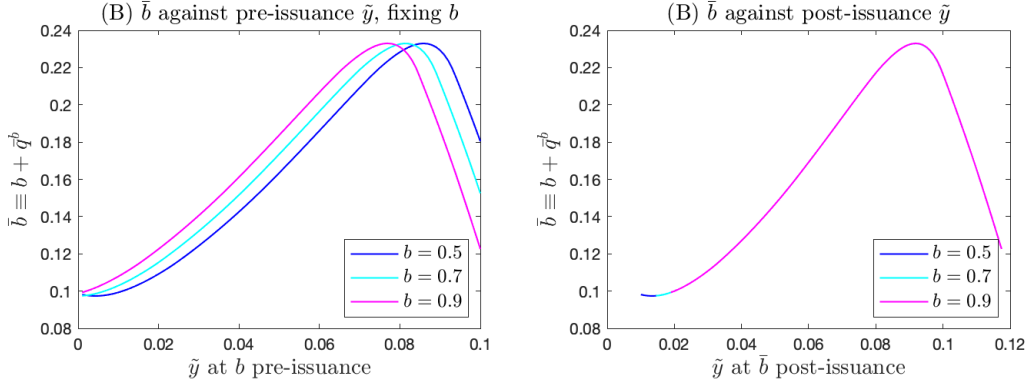 (B) b̄ against pre-issuance ỹ, fixing b
0.24
0.22
0.2
0.18
0.16
0.14
0.12
0.1
0.08
b̄ ≡ b + q̄ᵇ
0
0.02
0.04
0.06
0.08
0.1
ỹ at b pre-issuance
b = 0.5
b = 0.7
b = 0.9
(B) b̄ against post-issuance ỹ
0.24
0.22
0.2
0.18
0.16
0.14
0.12
0.1
0.08
b̄ ≡ b + q̄ᵇ
0
0.02
0.04
0.06
0.08
0.100
0.12
ỹ at b̄ post-issuance
b = 0.5
b = 0.7
b = 0.9